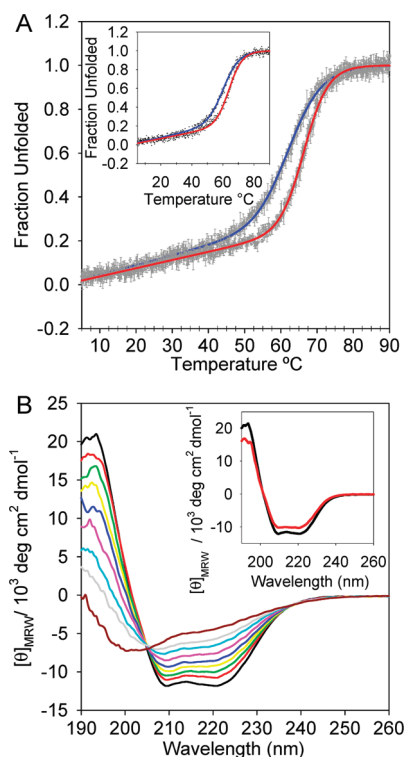 A
1.2
1.0
0.8
0.6
0.4
0.2
0.0
-0.2
Fraction Unfolded
10 20 30 40 50 60 70 80 90
Temperature ºC
1.2
1.0
0.8
0.6
0.4
0.2
0.0
-0.2
Fraction Unfolded
20 40 60 80
Temperature °C
B
25
20
15
10
5
0
-5
-10
-15
[θ]MRW/ 10³ deg cm² dmol⁻¹
190 200 210 220 230 240 250 260
Wavelength (nm)
20
10
0
-10
[θ]MRW / 10³ deg cm² dmol⁻¹
200 220 240 260
Wavelength (nm)